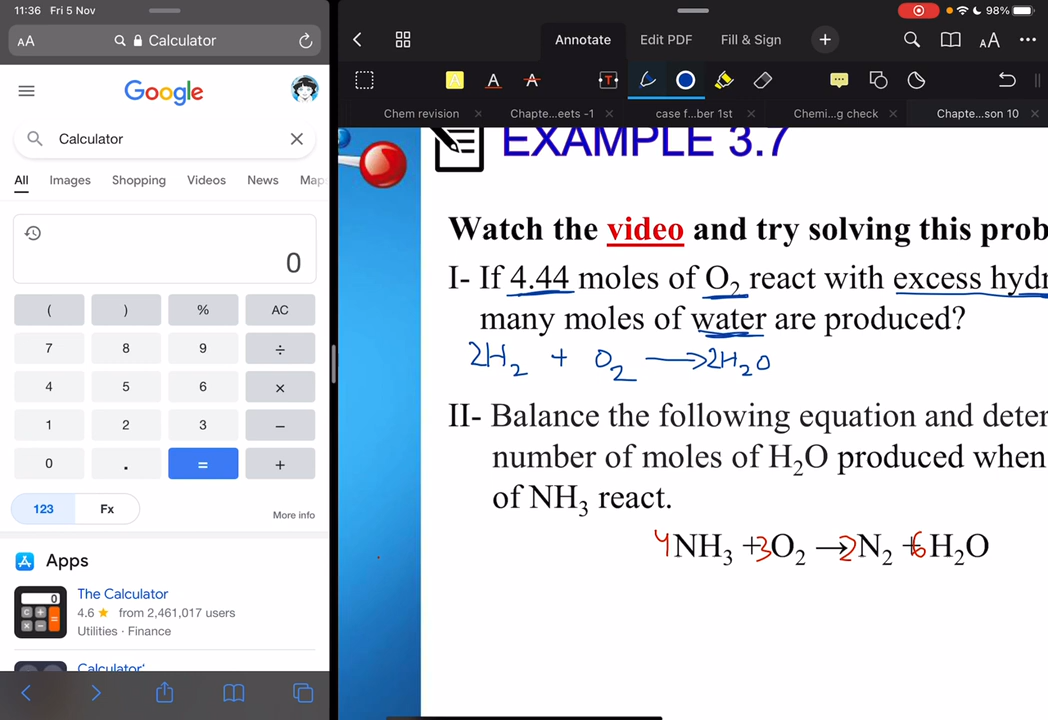 11:36 Fri 5 Nov
98%
AA
Calculator
Google
Calculator
All Images Shopping Videos News Map
0
( ) % AC
7 8 9 ÷
4 5 6 ×
1 2 3 −
0 . = +
123 Fx
More info
Apps
The Calculator
4.6 ★ from 2,461,017 users
Utilities · Finance
Calculator'
Annotate Edit PDF Fill & Sign
AA
A A A T
Chem revision × Chapte...eets -1 × case f...ber 1st × Chemi...g check × Chapte...son 10 ×
EXAMPLE 3.7
Watch the video and try solving this prob
I- If 4.44 moles of O₂ react with excess hydr
many moles of water are produced?
2H₂ + O₂ → 2H₂O
II- Balance the following equation and deter
number of moles of H₂O produced when
of NH₃ react.
4NH₃ + 3O₂ → 2N₂ + 6H₂O